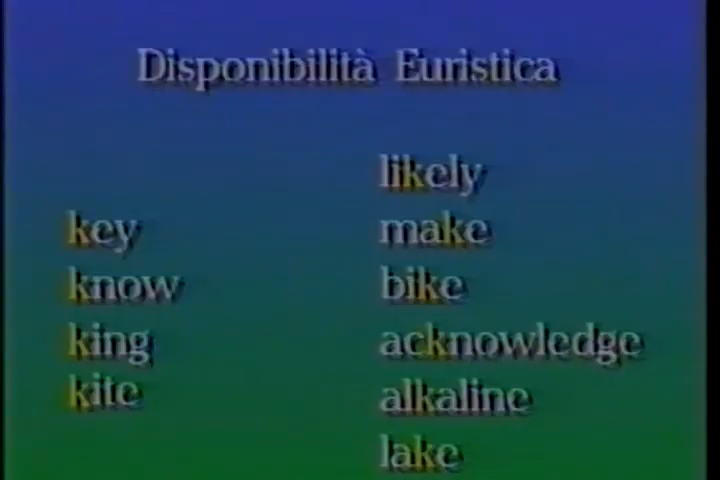 Disponibilità Euristica
key
know
king
kite
likely
make
bike
acknowledge
alkaline
lake